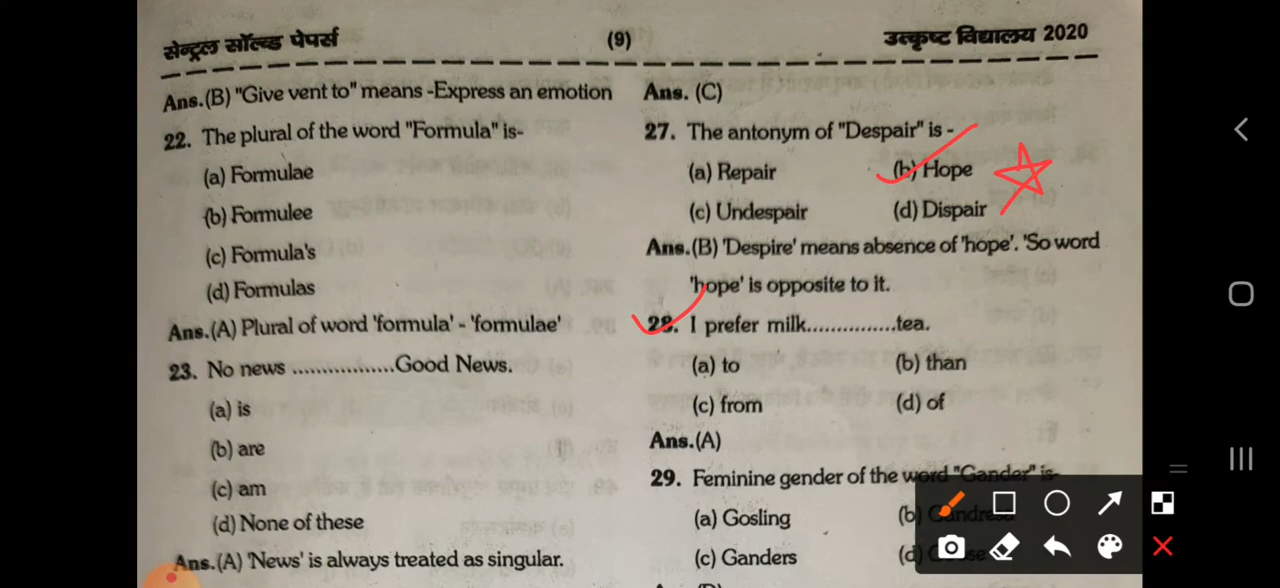 सेन्ट्रल सॉल्व्ड पेपर्स (9) उत्कृष्ट विद्यालय 2020
Ans.(B) "Give vent to" means -Express an emotion
22. The plural of the word "Formula" is-
(a) Formulae
(b) Formulee
(c) Formula's
(d) Formulas
Ans.(A) Plural of word 'formula' - 'formulae'
23. No news .................Good News.
(a) is
(b) are
(c) am
(d) None of these
Ans.(A) 'News' is always treated as singular.
Ans. (C)
27. The antonym of "Despair" is -
(a) Repair (b) Hope
(c) Undespair (d) Dispair
Ans.(B) 'Despire' means absence of 'hope'. 'So word
'hope' is opposite to it.
28. I prefer milk...............tea.
(a) to (b) than
(c) from (d) of
Ans.(A)
29. Feminine gender of the word "Gander" is-
(a) Gosling (b)
(c) Ganders (d)